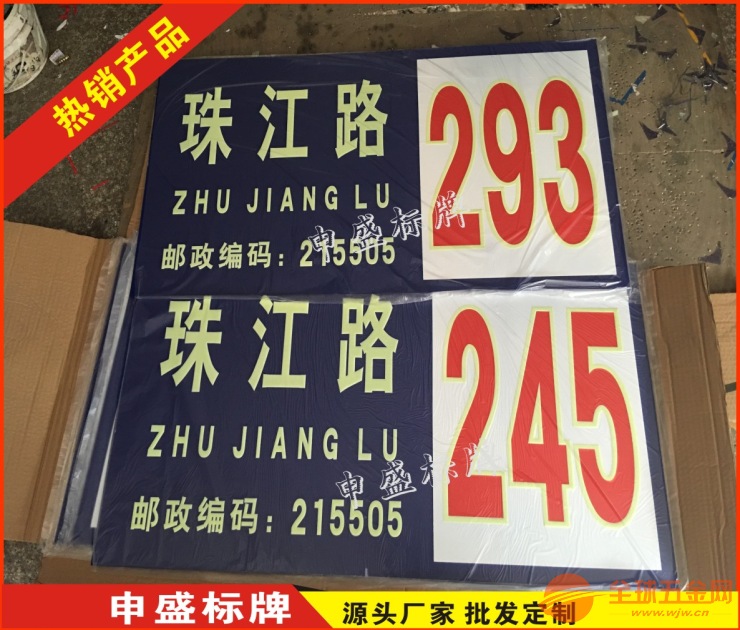 热销产品
珠江路
293
ZHU JIANG LU
邮政编码：215505
申盛标牌
珠江路
245
ZHU JIANG LU
邮政编码：215505
申盛标牌
申盛标牌 源头厂家 批发定制
全球五金网
www.wjw.cn